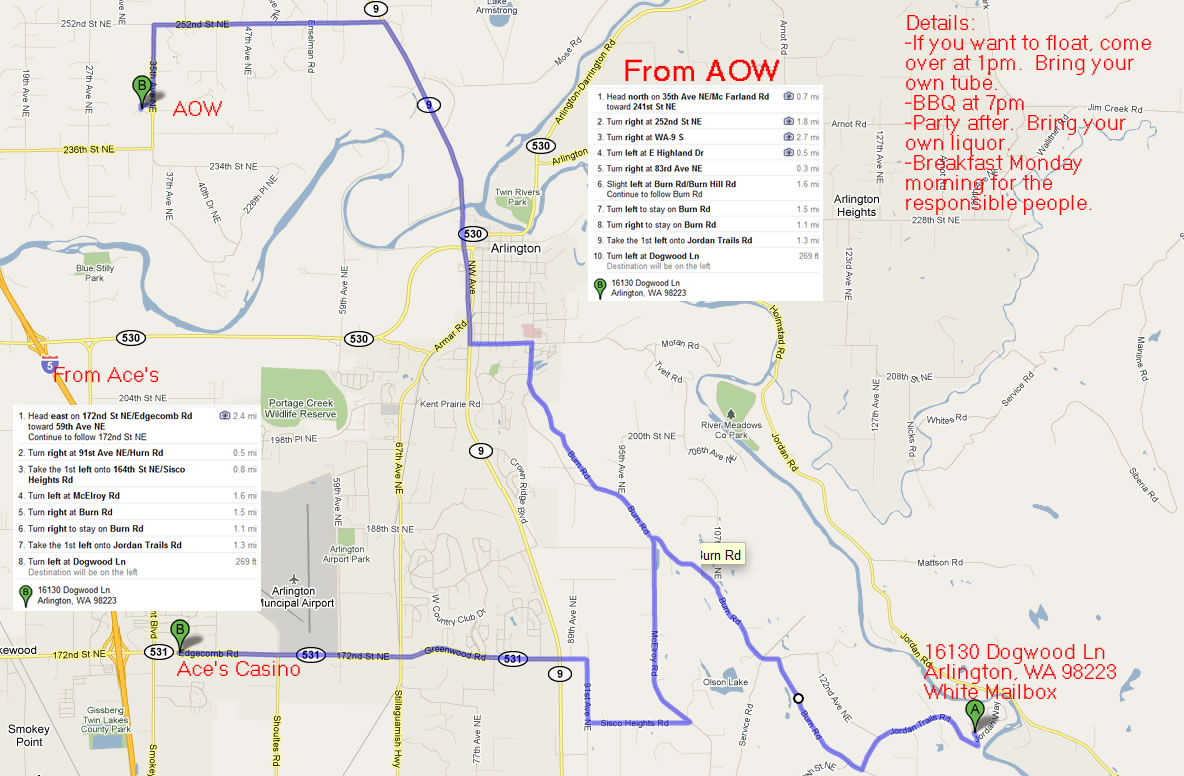 Details:
-If you want to float, come
over at 1pm. Bring your
own tube.
-BBQ at 7pm
-Party after. Bring your
own liquor.
-Breakfast Monday
morning for the
responsible people.
From AOW
1. Head north on 35th Ave NE/Mc Farland Rd
toward 241st St NE
0.7 mi
2. Turn right at 252nd St NE 1.8 mi
3. Turn right at WA-9 S 2.7 mi
4. Turn left at E Highland Dr 0.5 mi
5. Turn right at 83rd Ave NE 0.3 mi
6. Slight left at Burn Rd/Burn Hill Rd 1.6 mi
Continue to follow Burn Rd
7. Turn left to stay on Burn Rd 1.5 mi
8. Turn right to stay on Burn Rd 1.1 mi
9. Take the 1st left onto Jordan Trails Rd 1.3 mi
10. Turn left at Dogwood Ln 269 ft
Destination will be on the left
B
16130 Dogwood Ln
Arlington, WA 98223
From Ace's
1. Head east on 172nd St NE/Edgecomb Rd 2.4 mi
toward 59th Ave NE
Continue to follow 172nd St NE
2. Turn right at 91st Ave NE/Hurn Rd 0.5 mi
3. Take the 1st left onto 164th St NE/Sisco 0.8 mi
Heights Rd
4. Turn left at McElroy Rd 1.6 mi
5. Turn right at Burn Rd 1.5 mi
6. Turn right to stay on Burn Rd 1.1 mi
7. Take the 1st left onto Jordan Trails Rd 1.3 mi
8. Turn left at Dogwood Ln 269 ft
Destination will be on the left
B
16130 Dogwood Ln
Arlington, WA 98223
AOW
B
Ace's Casino
B
16130 Dogwood Ln
Arlington, WA 98223
White Mailbox
A
252nd St NE
9
Lake
Armstrong
47th Ave NE
Enselman Rd
19th Ave NE
27th Ave NE
236th St NE
234th St NE
37th Ave NE
40th Dr NE
226th Pl NE
9
Mose Rd
Arlington-Darrington Rd
530
Arlington
Twin Rivers
Park
530
Arlington
Arnot Rd
Arnot Rd
127th Ave NE
Jim Creek Rd
Arlington
Heights
228th St NE
123rd Ave NE
Blue Stilly
Park
59th Ave NE
NW Ave
530
530
Armar Rd
5
204th St NE
Portage Creek
Wildlife Reserve
198th Pl NE
Kent Prairie Rd
67th Ave NE
9
Crown Ridge Blvd
Moran Rd
Tveit Rd
Holmstad Rd
River Meadows
Co Park
200th St NE
95th Ave NE
Burn Rd
Burn Rd
Jordan Rd
208th St NE
127th Ave NE
Whites Rd
Nicks Rd
Service Rd
Marine Rd
Siberia Rd
188th St NE
Arlington
Airport Park
Arlington
Muncipal Airport
W Country Club Dr
89th Ave NE
McElroy Rd
Burn Rd
Burn Rd
Mattson Rd
Jordan Rd
531
Edgecomb Rd
531
172nd St NE
Greenwood Rd
531
9
172nd St NE
91st Ave NE
Sisco Heights Rd
Olson Lake
Service Rd
122nd Ave NE
Burn Rd
Jordan Trails Rd
Gissberg
Twin Lakes
County Park
Smokey
Point
Shoultes Rd
Stillaguamish Hwy
77th Ave NE